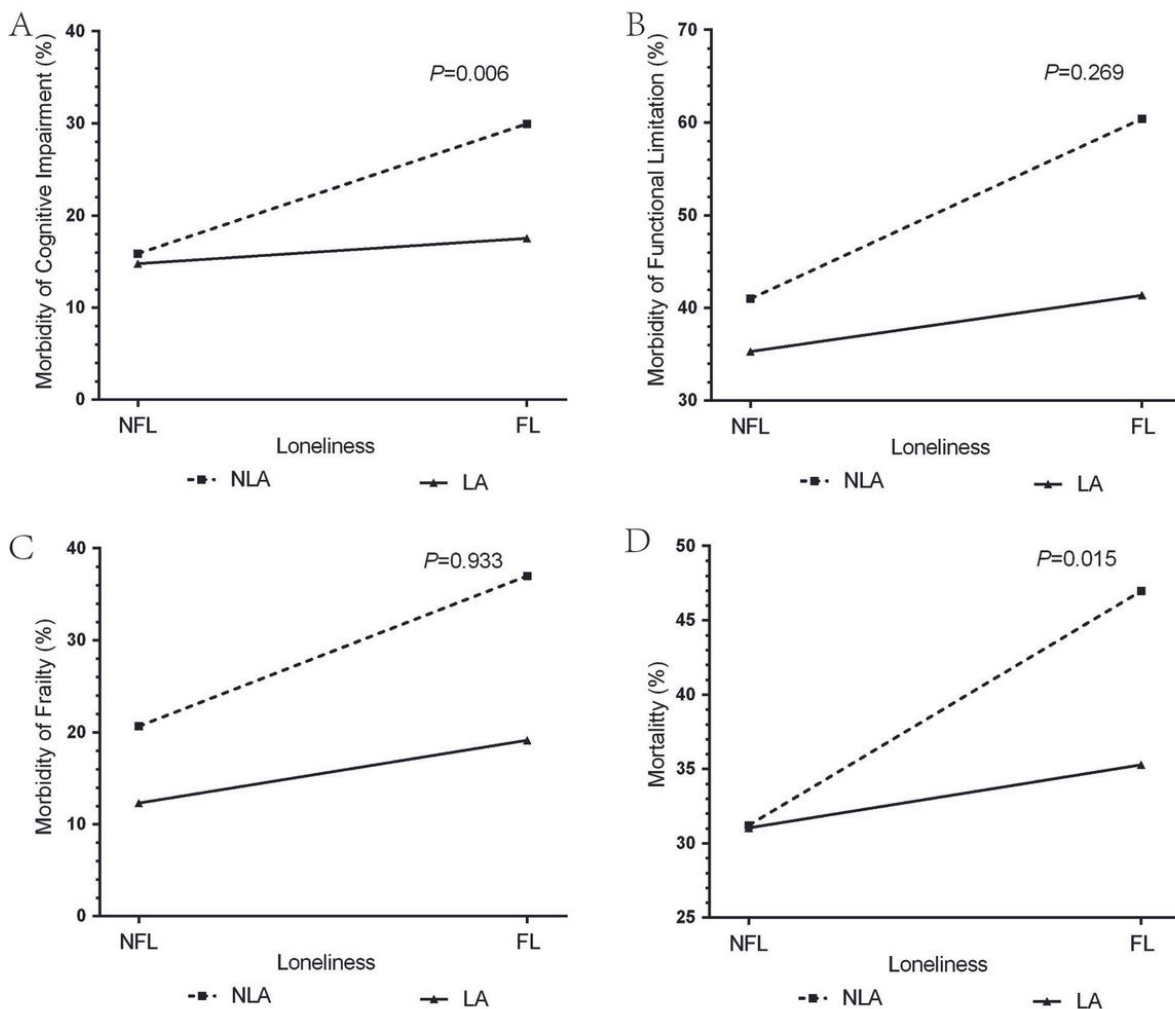 A
Morbidity of Cognitive Impairment (%)
40
30
20
10
0
P=0.006
NFL
FL
Loneliness
NLA
LA
B
Morbidity of Functional Limitation (%)
70
60
50
40
30
P=0.269
NFL
FL
Loneliness
NLA
LA
C
Morbidity of Frailty (%)
40
30
20
10
0
P=0.933
NFL
FL
Loneliness
NLA
LA
D
Mortalitty (%)
50
45
40
35
30
25
P=0.015
NFL
FL
Loneliness
NLA
LA